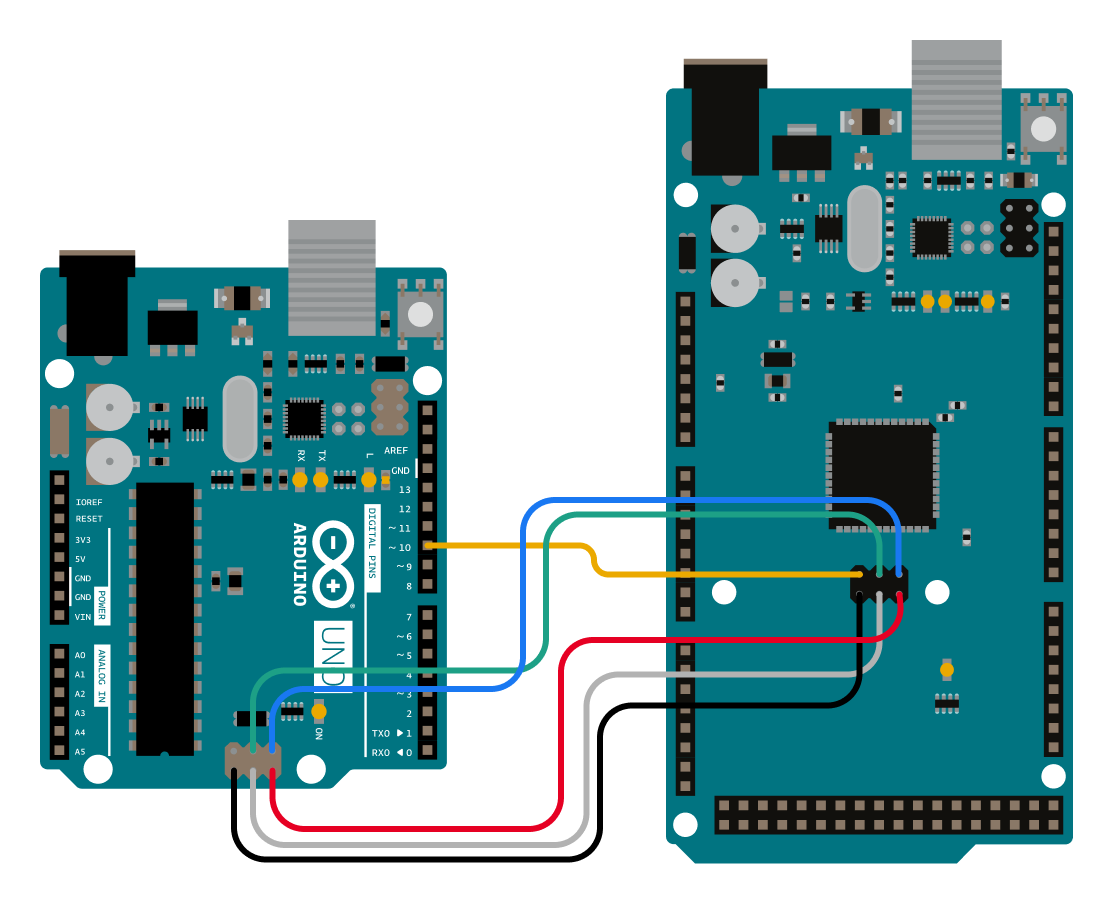 RX TX L
AREF
GND
13
12
~ 11
~ 10
~ 9
8
7
~ 6
~ 5
4
~ 3
2
TX0 ▶ 1
RX0 ◀ 0
DIGITAL PINS
ARDUINO
®
UNO
ON
IOREF
RESET
3V3
5V
GND
GND
VIN
POWER
A0
A1
A2
A3
A4
A5
ANALOG IN